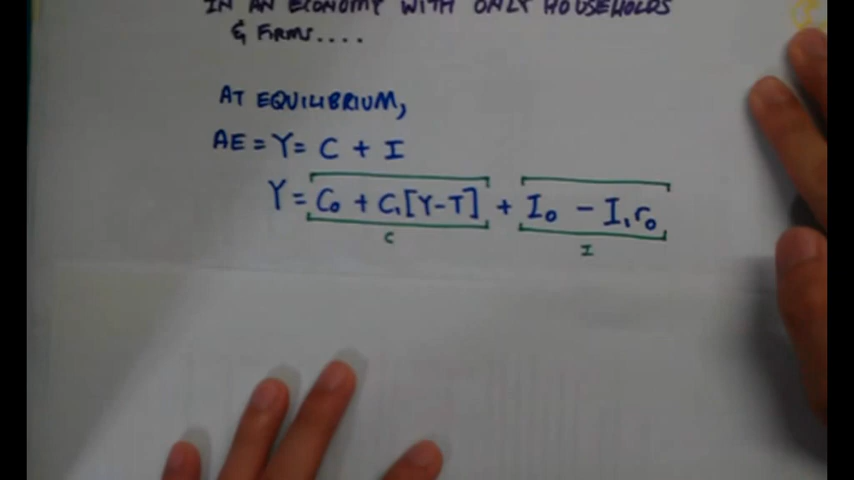 IN AN ECONOMY WITH ONLY HOUSEHOLDS
& FIRMS....
AT EQUILIBRIUM,
AE = Y = C + I
Y = C₀ + C₁[Y-T] + I₀ - I₁r₀
C
I